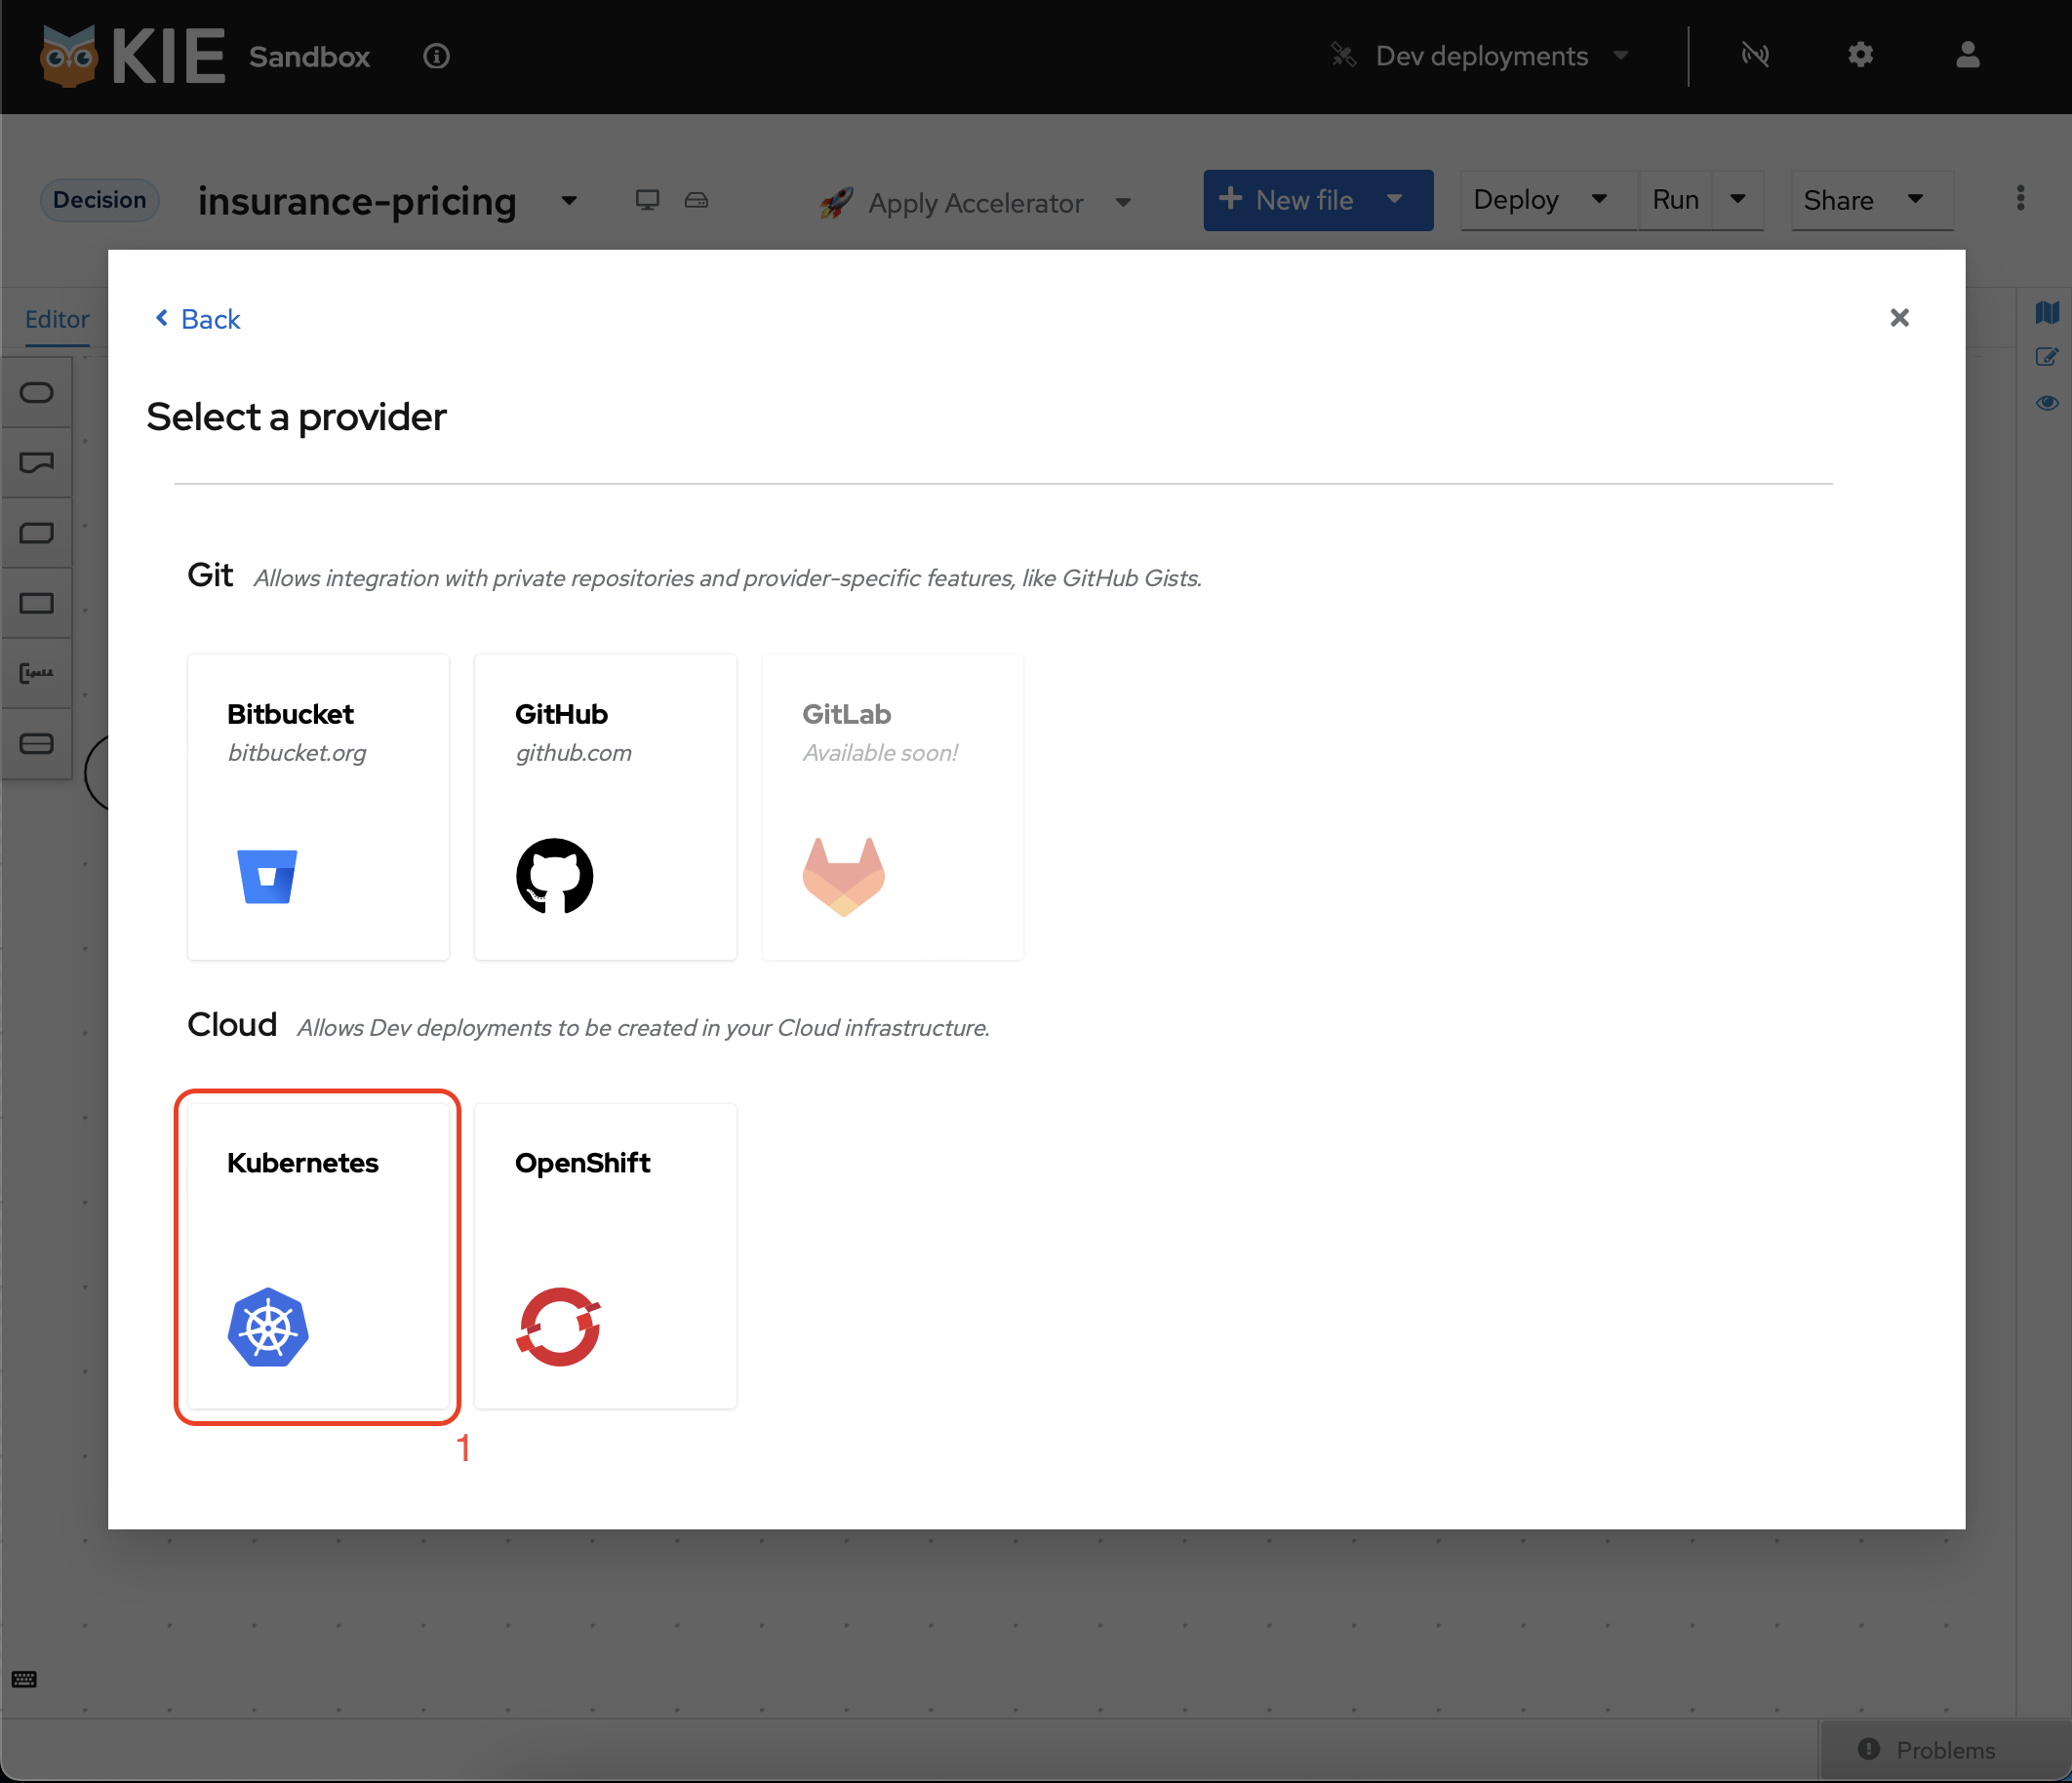 KIE Sandbox
Dev deployments
Decision
insurance-pricing
Apply Accelerator
New file
Deploy
Run
Share
Editor
Back
Select a provider
Git Allows integration with private repositories and provider-specific features, like GitHub Gists.
Bitbucket
bitbucket.org
GitHub
github.com
GitLab
Available soon!
Cloud Allows Dev deployments to be created in your Cloud infrastructure.
Kubernetes
OpenShift
1
Problems